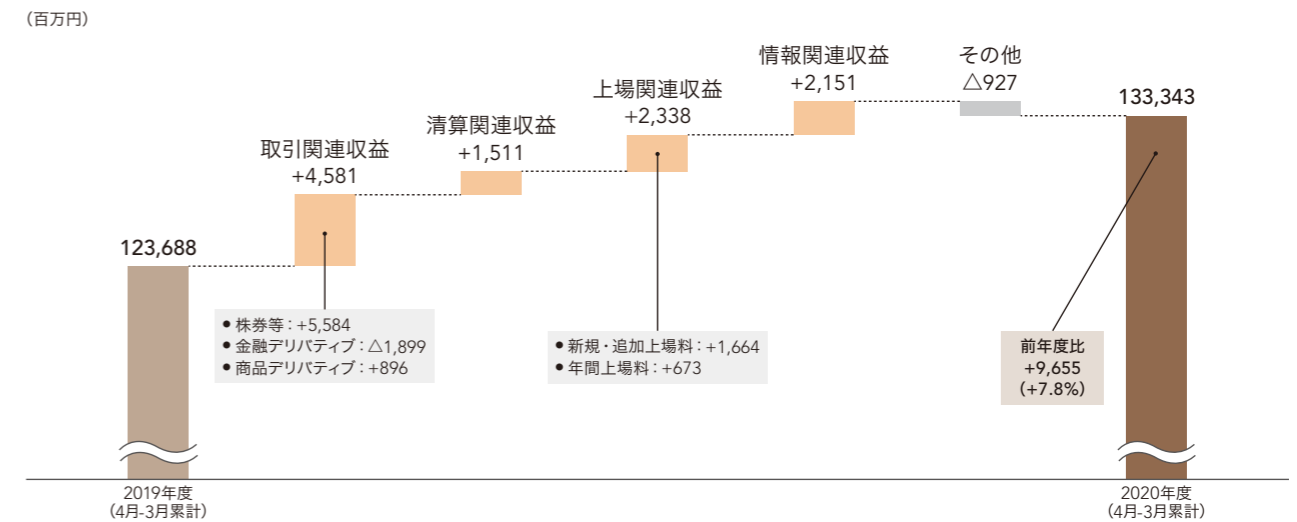 （百万円）
123,688
取引関連収益
+4,581
清算関連収益
+1,511
上場関連収益
+2,338
情報関連収益
+2,151
その他
△927
133,343
● 株券等：+5,584
● 金融デリバティブ：△1,899
● 商品デリバティブ：+896
● 新規・追加上場料：+1,664
● 年間上場料：+673
前年度比
+9,655
(+7.8%)
2019年度
（4月-3月累計）
2020年度
（4月-3月累計）